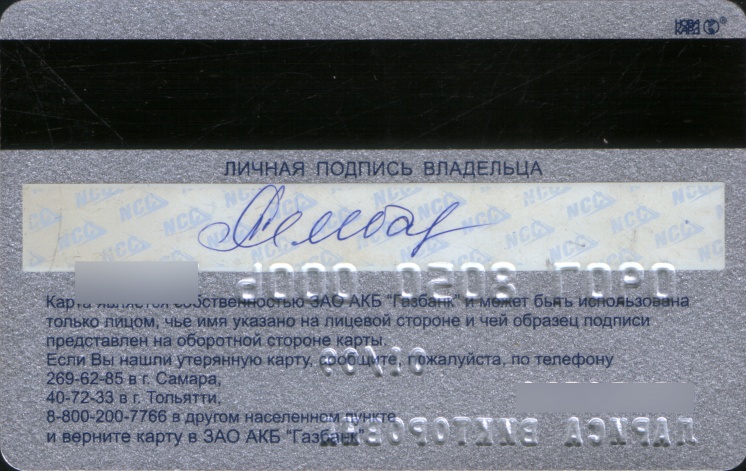 ЛИЧНАЯ ПОДПИСЬ ВЛАДЕЛЬЦА
NCC
Карта является собственностью ЗАО АКБ "Газбанк" и может быть использована
только лицом, чье имя указано на лицевой стороне и чей образец подписи
представлен на оборотной стороне карты.
Если Вы нашли утерянную карту, сообщите, пожалуйста, по телефону
269-62-85 в г. Самара,
40-72-33 в г. Тольятти,
8-800-200-7766 в другом населенном пункте
и верните карту в ЗАО АКБ "Газбанк"
ЛАРИСА ВИКТОРОВНА